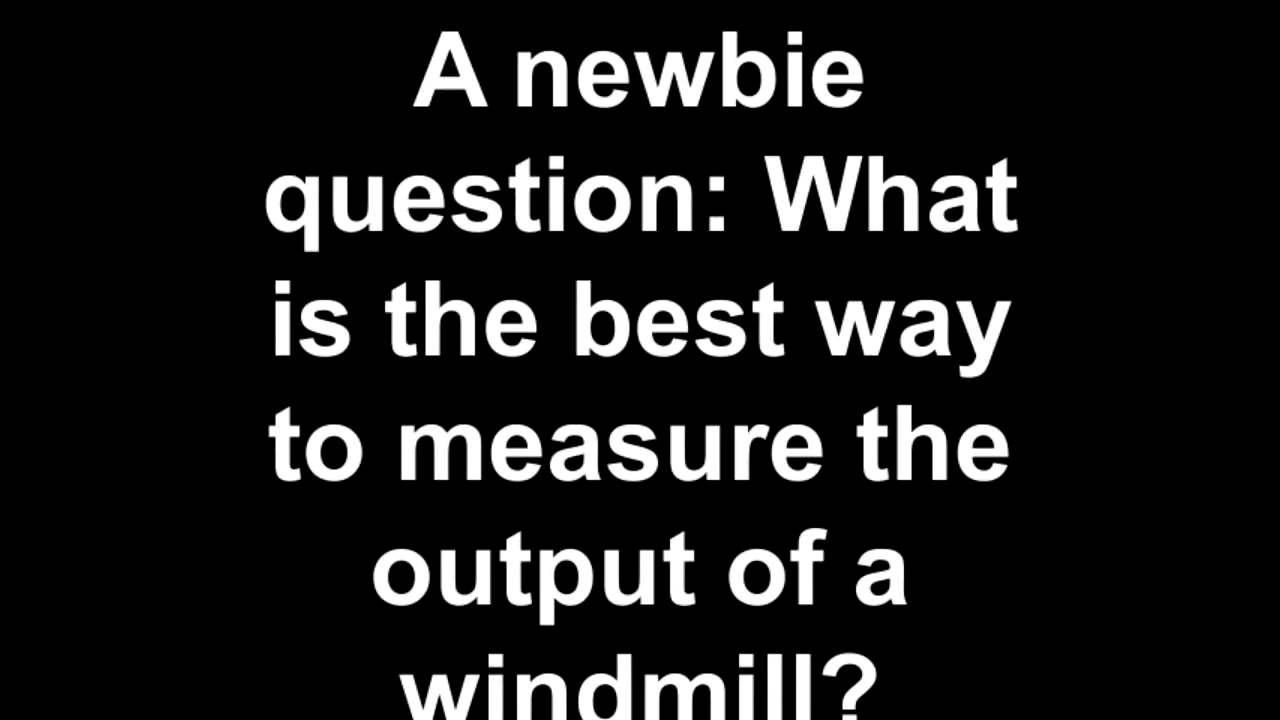 A newbie
question: What
is the best way
to measure the
output of a
windmill?